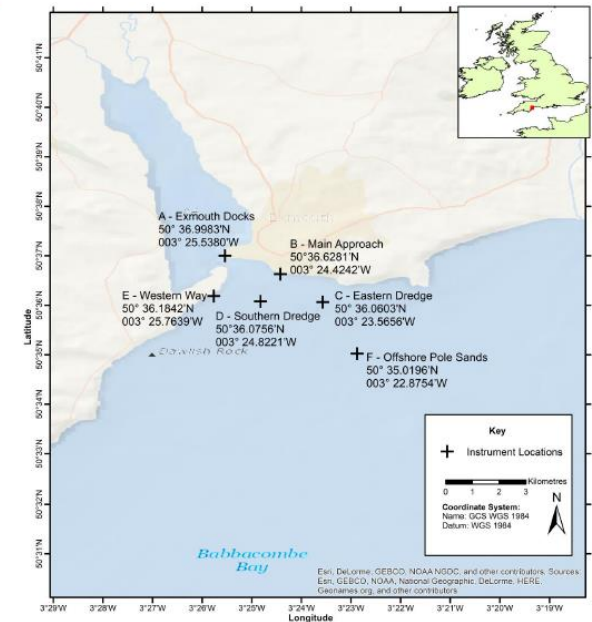 50°41'N
50°40'N
50°39'N
50°38'N
50°37'N
50°36'N
50°35'N
50°34'N
50°33'N
50°32'N
50°31'N
Latitude
A - Exmouth Docks
50° 36.9983'N
003° 25.5380'W
Exmouth
B - Main Approach
50°36.6281'N
003° 24.4242'W
E - Western Way
50° 36.1842'N
003° 25.7639'W
C - Eastern Dredge
50° 36.0603'N
003° 23.5656'W
D - Southern Dredge
50°36.0756'N
003° 24.8221'W
Dawlish Rock
F - Offshore Pole Sands
50° 35.0196'N
003° 22.8754'W
Key
Instrument Locations
Kilometres
0 1 2 3
N
Coordinate System:
Name: GCS WGS 1984
Datum: WGS 1984
Babbacombe
Bay
Esri, DeLorme, GEBCO, NOAA NGDC, and other contributors, Sources:
Esri, GEBCO, NOAA, National Geographic, DeLorme, HERE,
Geonames.org, and other contributors
3°29'W 3°28'W 3°27'W 3°26'W 3°25'W 3°24'W 3°23'W 3°22'W 3°21'W 3°20'W 3°19'W
Longitude